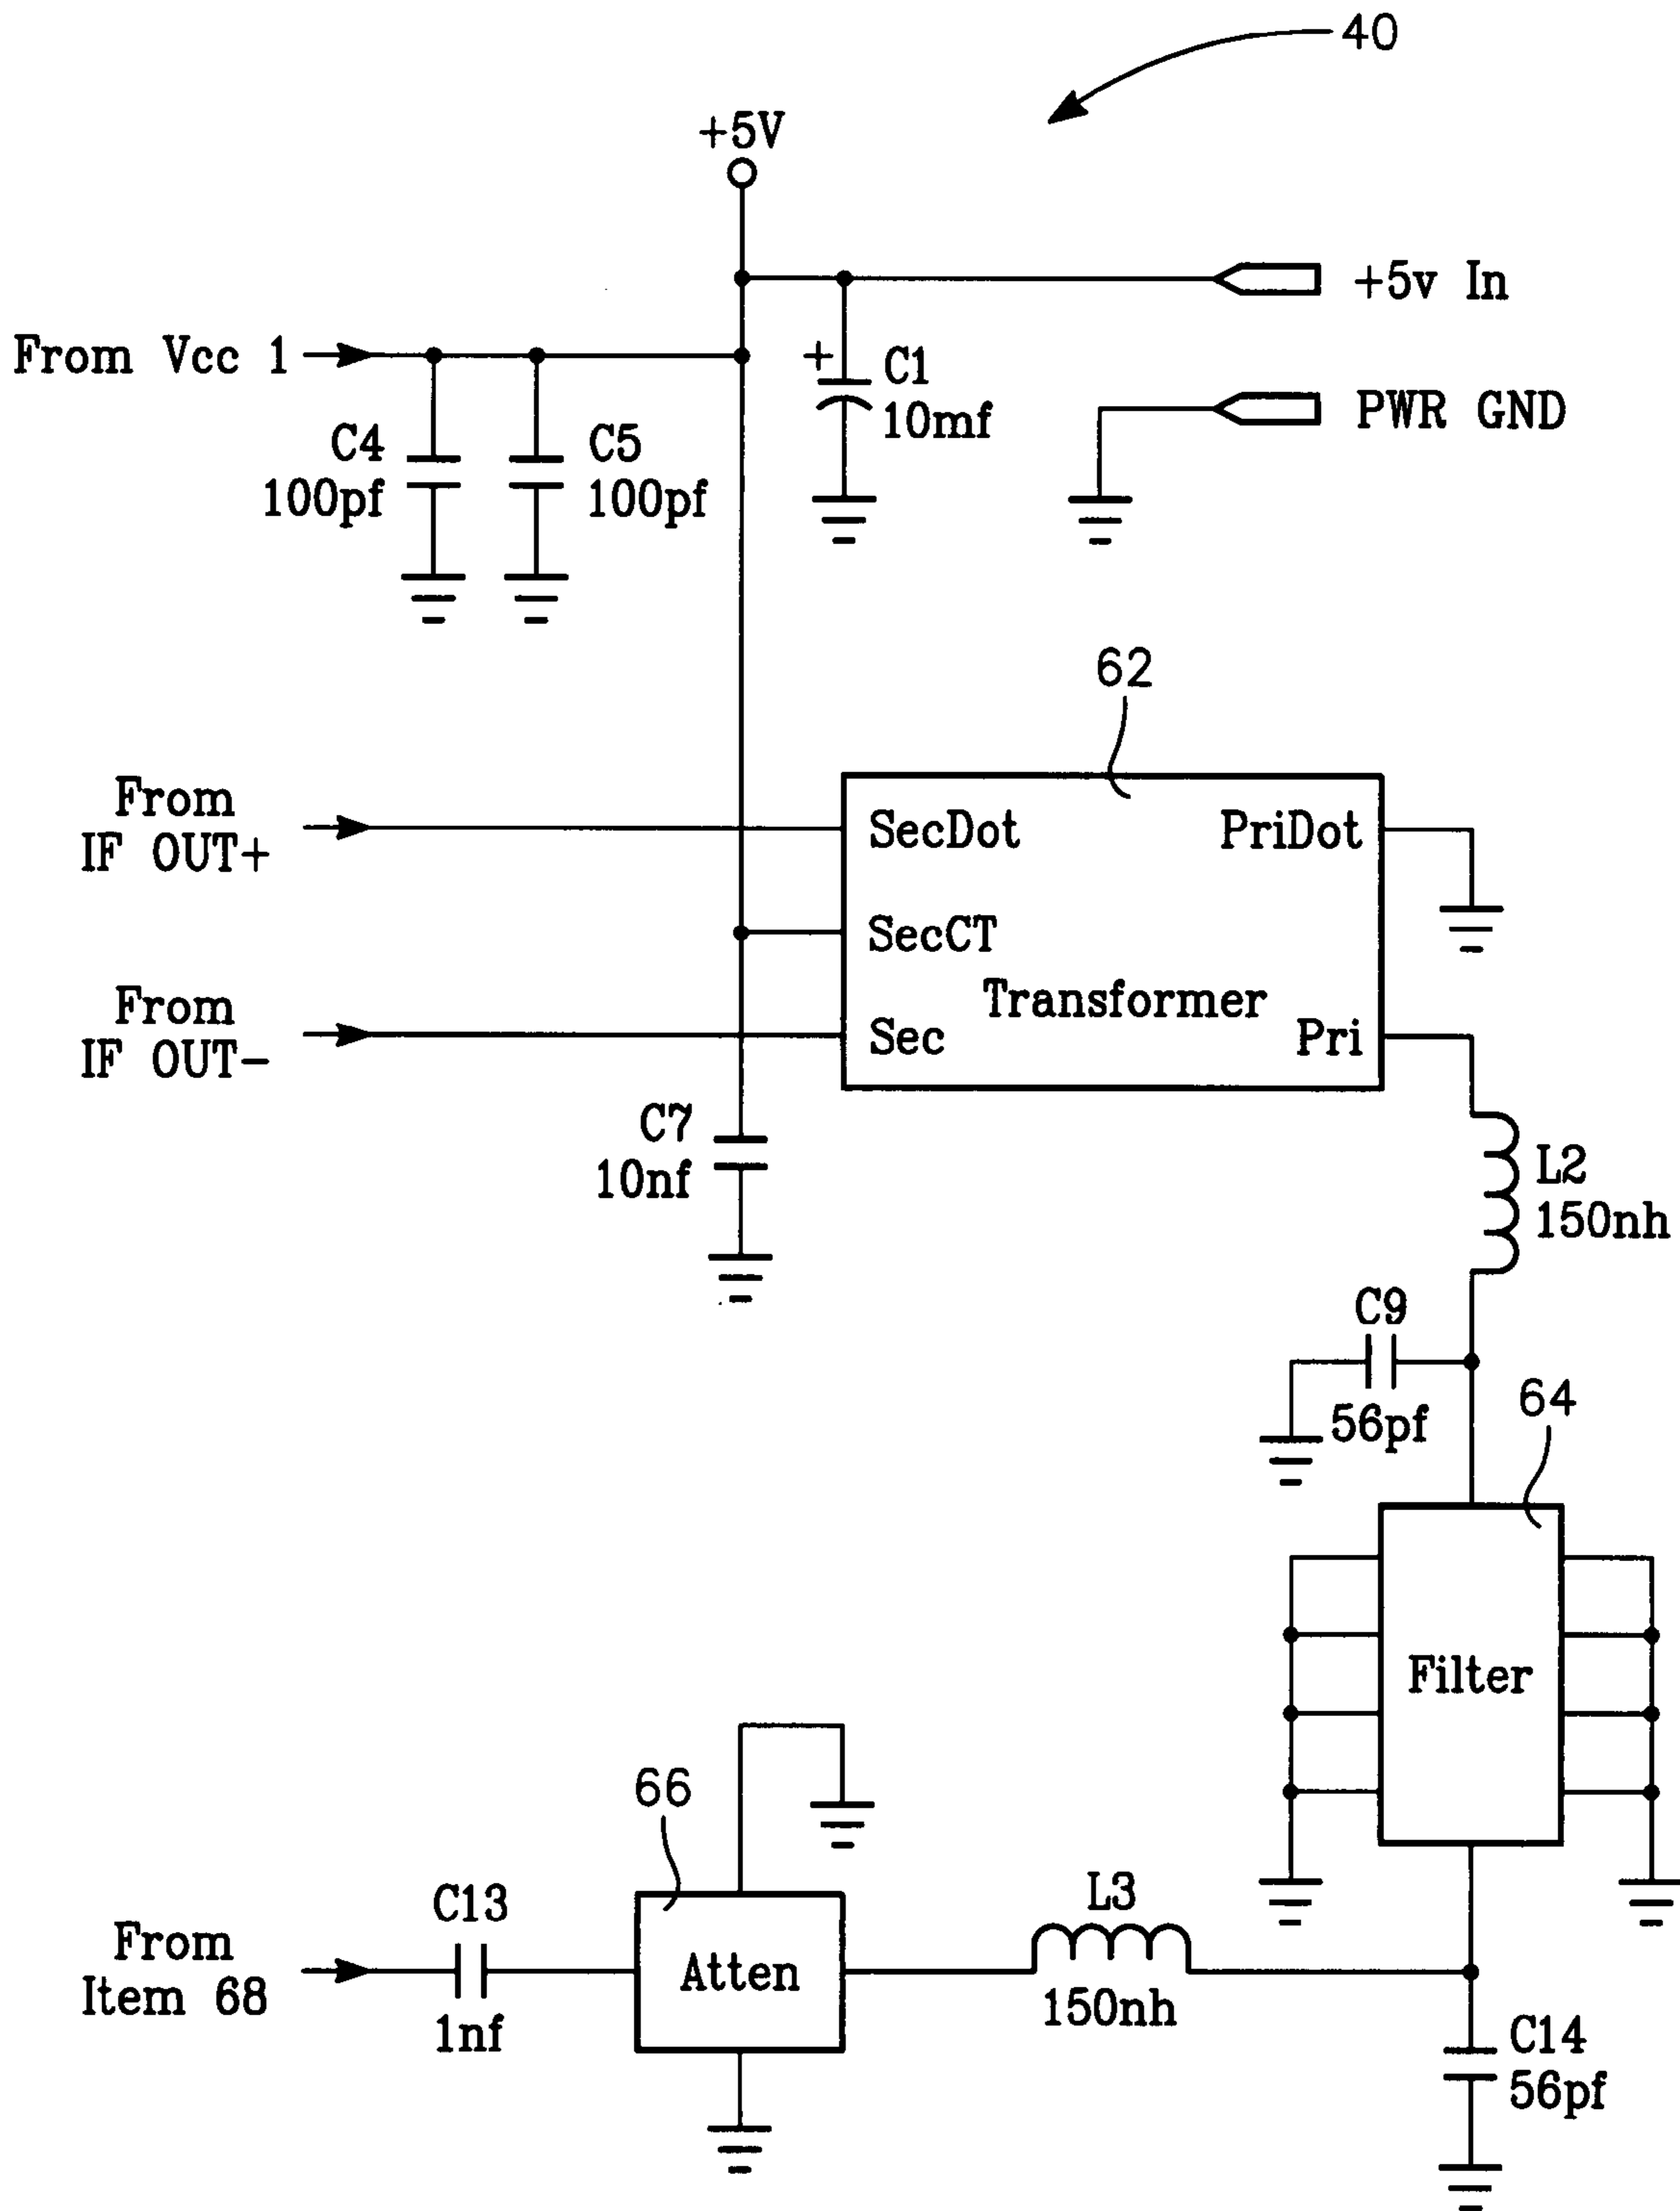 40
+5V
+5v In
From Vcc 1
+
C1
10mf
PWR GND
C4
100pf
C5
100pf
62
From
IF OUT+
SecDot
PriDot
SecCT
Transformer
From
IF OUT-
Sec
Pri
C7
10nf
L2
150nh
C9
56pf
64
Filter
66
C13
1nf
From
Item 68
Atten
L3
150nh
C14
56pf